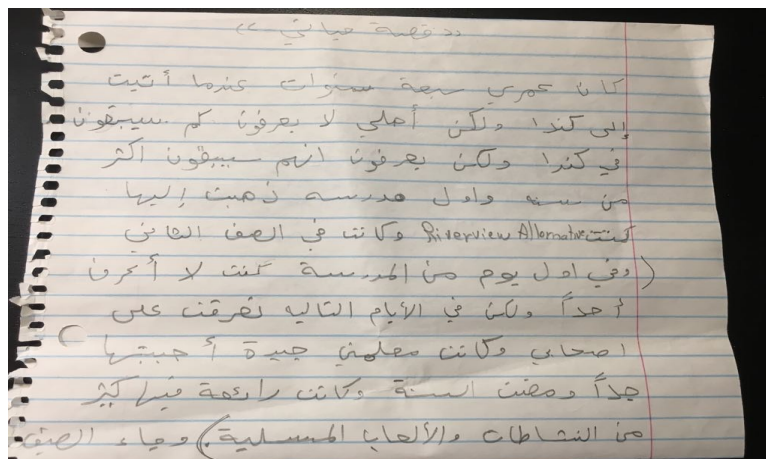 «قصة حياتي»
كان عمري سبعة سنوات عندما أتيت
إلى كندا ولكن أهلي لا يعرفون كم سيبقون
في كندا ولكن يعرفون انهم سيبقون اكثر
من سنه واول مدرسه ذهبت إليها
كنت Riverview Alternative وكانت في الصف الثاني
(وفي اول يوم من المدرسة كنت لا أعرف
أحداً ولكن في الأيام التاليه تعرفت على
اصحابي وكانت معلمتي جيدة أحببتها
جداً ومضت السنة وكانت رائعة فيها كثير
من النشاطات والألعاب المسلية.) وجاء الصيف